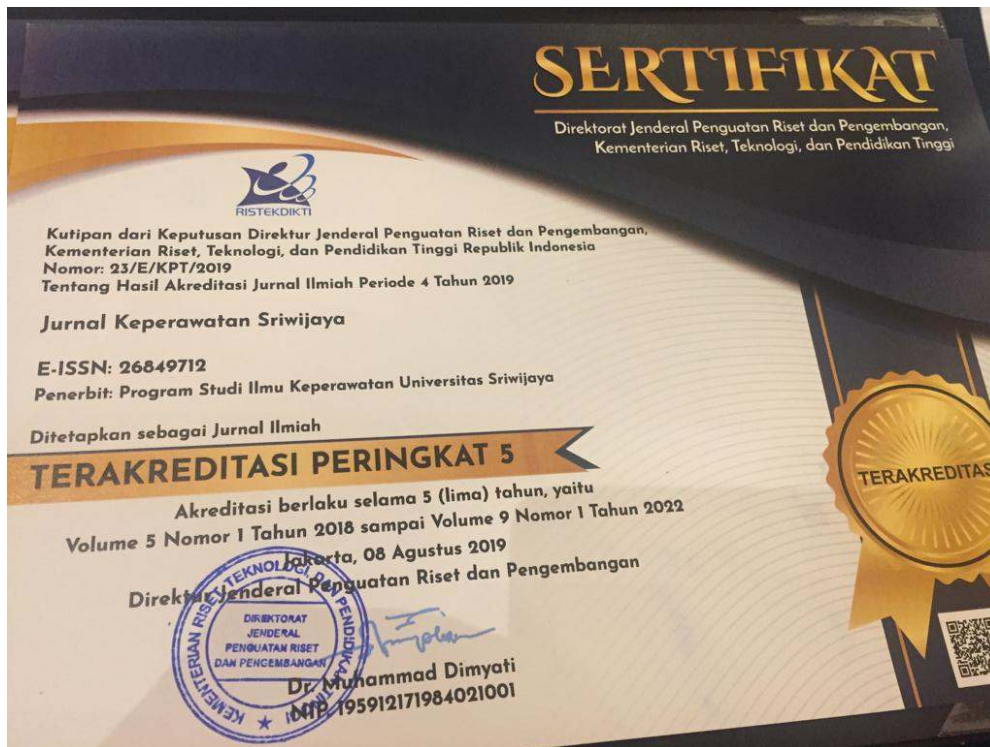 SERTIFIKAT
Direktorat Jenderal Penguatan Riset dan Pengembangan,
Kementerian Riset, Teknologi, dan Pendidikan Tinggi
RISTEKDIKTI
Kutipan dari Keputusan Direktur Jenderal Penguatan Riset dan Pengembangan,
Kementerian Riset, Teknologi, dan Pendidikan Tinggi Republik Indonesia
Nomor: 23/E/KPT/2019
Tentang Hasil Akreditasi Jurnal Ilmiah Periode 4 Tahun 2019
Jurnal Keperawatan Sriwijaya
E-ISSN: 26849712
Penerbit: Program Studi Ilmu Keperawatan Universitas Sriwijaya
Ditetapkan sebagai Jurnal Ilmiah
TERAKREDITASI PERINGKAT 5
Akreditasi berlaku selama 5 (lima) tahun, yaitu
Volume 5 Nomor 1 Tahun 2018 sampai Volume 9 Nomor 1 Tahun 2022
Jakarta, 08 Agustus 2019
Direktur Jenderal Penguatan Riset dan Pengembangan
KEMENTERIAN RISET, TEKNOLOGI, DAN PENDIDIKAN TINGGI
DIREKTORAT
JENDERAL
PENGUATAN RISET
DAN PENGEMBANGAN
Dr. Muhammad Dimyati
NIP. 195912171984021001
TERAKREDITAS